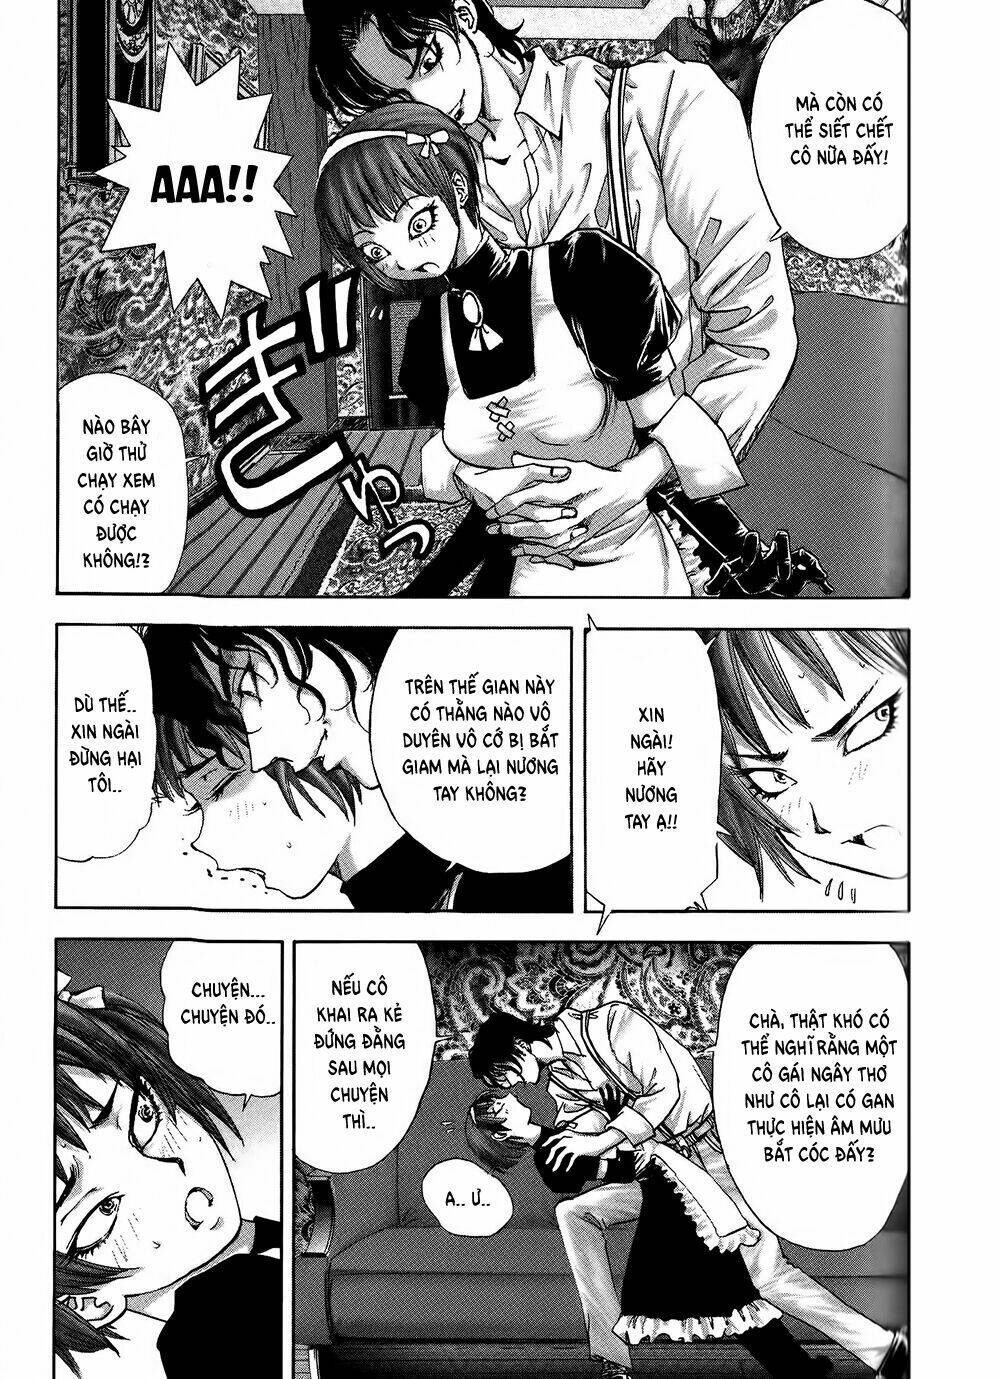 MÀ CÒN CÓ
THỂ SIẾT CHẾT
CÔ NỮA ĐẤY!
AAA!!
ギュッ
NÀO BÂY
GIỜ THỬ
CHẠY XEM
CÓ CHẠY
ĐƯỢC
KHÔNG!?
XIN
NGÀI!
HÃY
NƯƠNG
TAY Ạ!!
TRÊN THẾ GIAN NÀY
CÓ THẰNG NÀO VÔ
DUYÊN VÔ CỚ BỊ BẮT
GIAM MÀ LẠI NƯƠNG
TAY KHÔNG?
DÙ THẾ..
XIN NGÀI
ĐỪNG HẠI
TÔI..
CHÀ, THẬT KHÓ CÓ
THỂ NGHĨ RẰNG MỘT
CÔ GÁI NGÂY THƠ
NHƯ CÔ LẠI CÓ GAN
THỰC HIỆN ÂM MƯU
BẮT CÓC ĐẤY?
A.. Ư..
NẾU CÔ
KHAI RA KẺ
ĐỨNG ĐẰNG
SAU MỌI
CHUYỆN
THÌ..
CHUYỆN...
CHUYỆN ĐÓ..